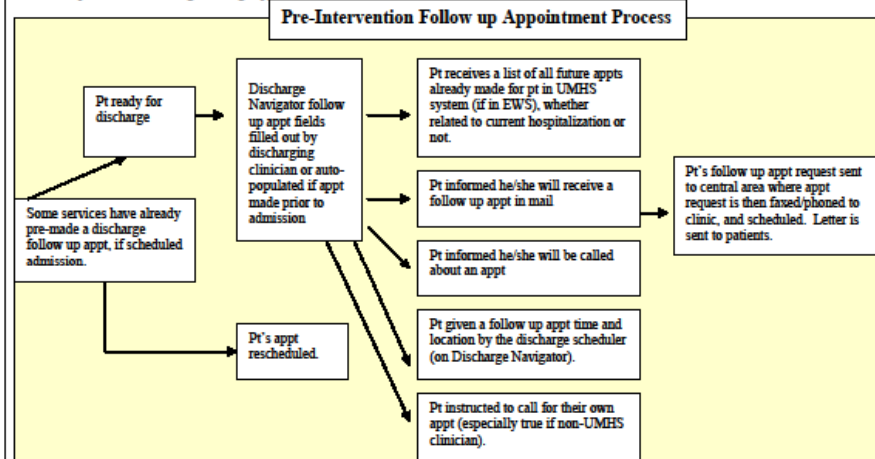 Pre-Intervention Follow up Appointment Process
Pt ready for
discharge
Some services have already
pre-made a discharge
follow up appt, if scheduled
admission.
Discharge
Navigator follow
up appt fields
filled out by
discharging
clinician or auto-
populated if appt
made prior to
admission
Pt's appt
rescheduled.
Pt receives a list of all future appts
already made for pt in UMHS
system (if in EWS), whether
related to current hospitalization or
not.
Pt informed he/she will receive a
follow up appt in mail
Pt informed he/she will be called
about an appt
Pt given a follow up appt time and
location by the discharge scheduler
(on Discharge Navigator).
Pt instructed to call for their own
appt (especially true if non-UMHS
clinician).
Pt's follow up appt request sent
to central area where appt
request is then faxed/phoned to
clinic, and scheduled.  Letter is
sent to patients.